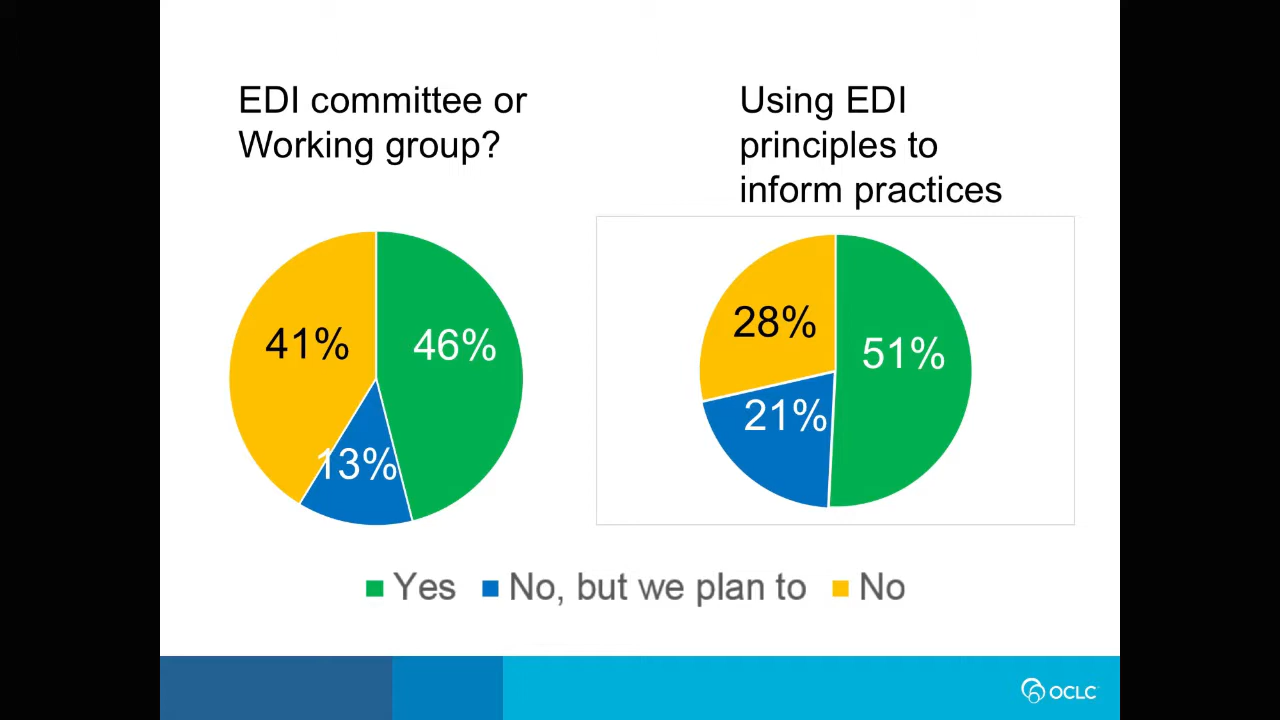 EDI committee or
Working group?
Using EDI
principles to
inform practices
41%
46%
13%
28%
51%
21%
Yes
No, but we plan to
No
OCLC